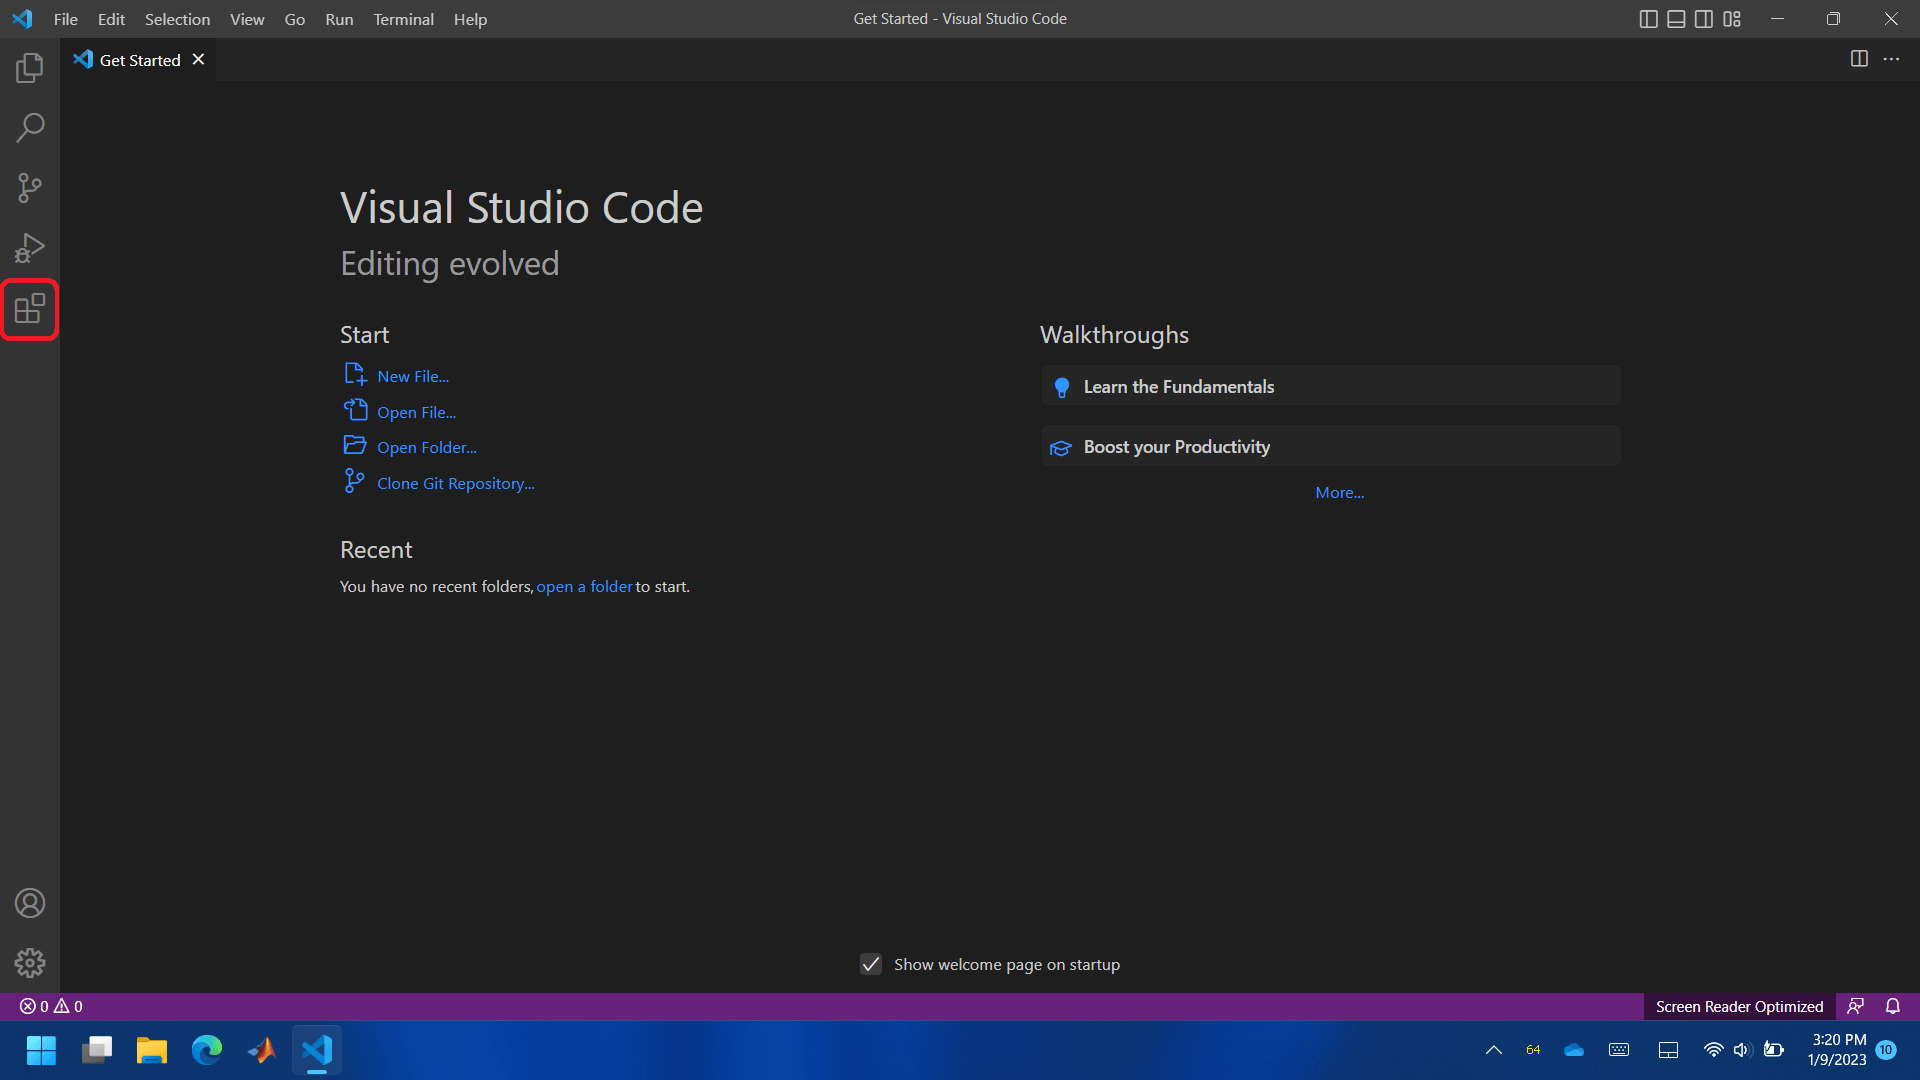 File Edit Selection View Go Run Terminal Help
Get Started - Visual Studio Code
Get Started
Visual Studio Code
Editing evolved
Start
New File...
Open File...
Open Folder...
Clone Git Repository...
Recent
You have no recent folders, open a folder to start.
Walkthroughs
Learn the Fundamentals
Boost your Productivity
More...
Show welcome page on startup
0 0
Screen Reader Optimized
64
3:20 PM
1/9/2023
10